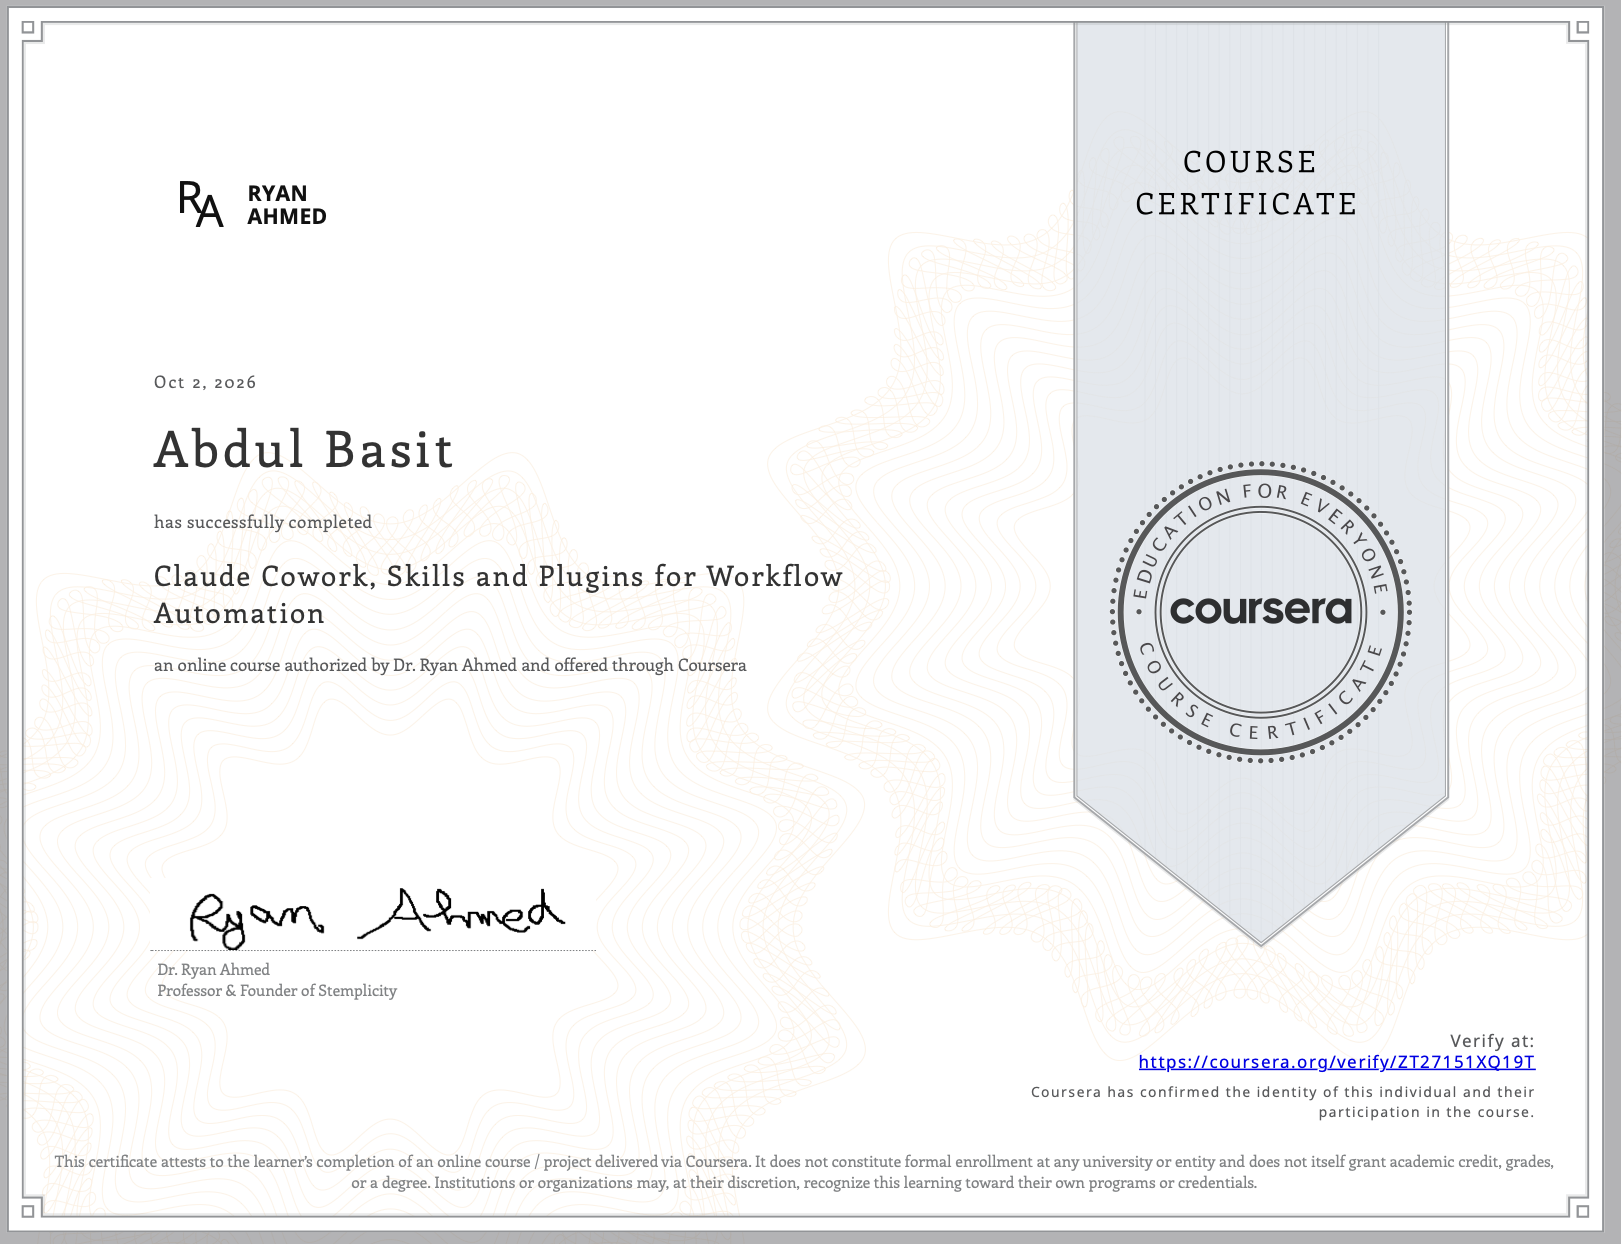 RA RYAN
AHMED
COURSE
CERTIFICATE
Oct 2, 2026
Abdul Basit
has successfully completed
Claude Cowork, Skills and Plugins for Workflow
Automation
an online course authorized by Dr. Ryan Ahmed and offered through Coursera
• EDUCATION FOR EVERYONE •
coursera
COURSE CERTIFICATE
Ryan Ahmed
Dr. Ryan Ahmed
Professor & Founder of Stemplicity
Verify at:
https://coursera.org/verify/ZT27151XQ19T
Coursera has confirmed the identity of this individual and their
participation in the course.
This certificate attests to the learner's completion of an online course / project delivered via Coursera. It does not constitute formal enrollment at any university or entity and does not itself grant academic credit, grades,
or a degree. Institutions or organizations may, at their discretion, recognize this learning toward their own programs or credentials.